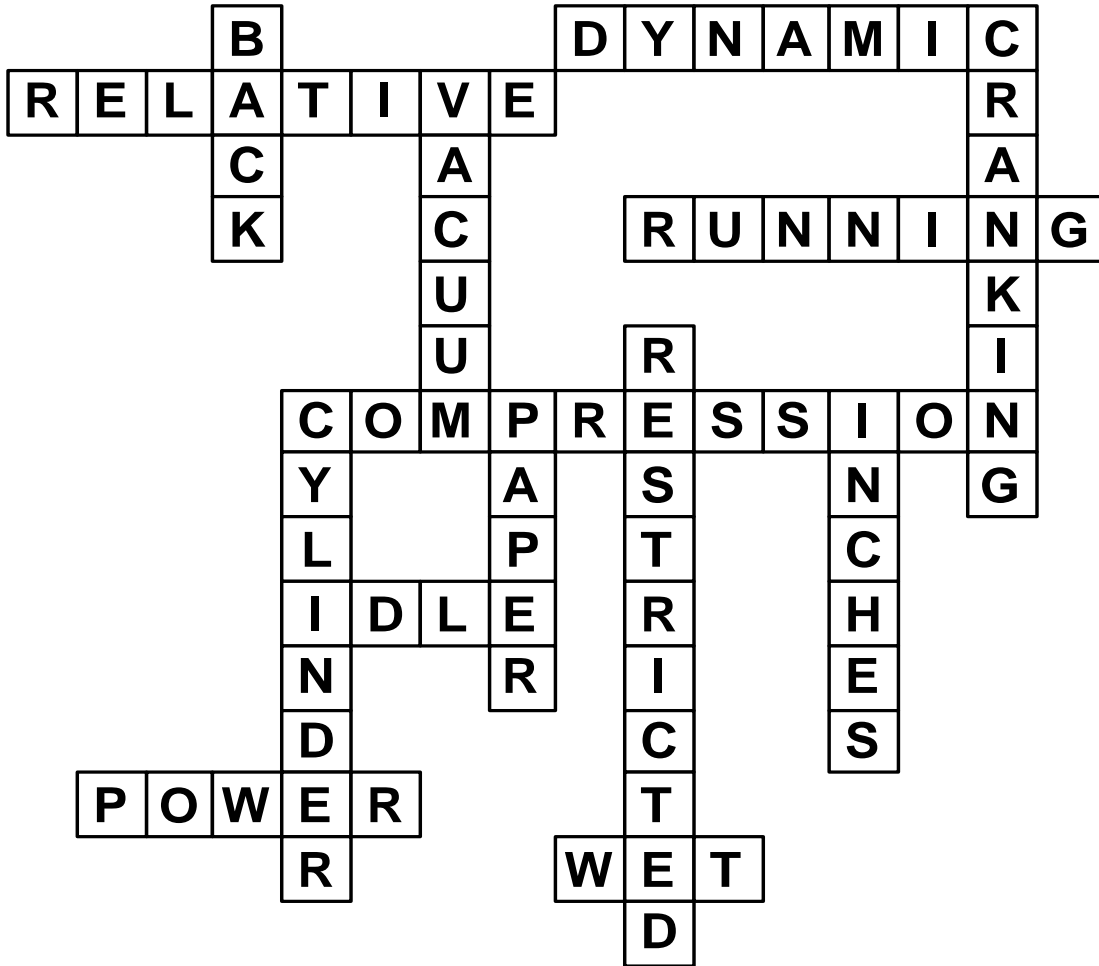 BACK
DYNAMIC
CRANKING
RELATIVE
VACUUM
RUNNING
RESTRICTED
COMPRESSION
CYLINDER
PAPER
INCHES
IDLE
POWER
WET